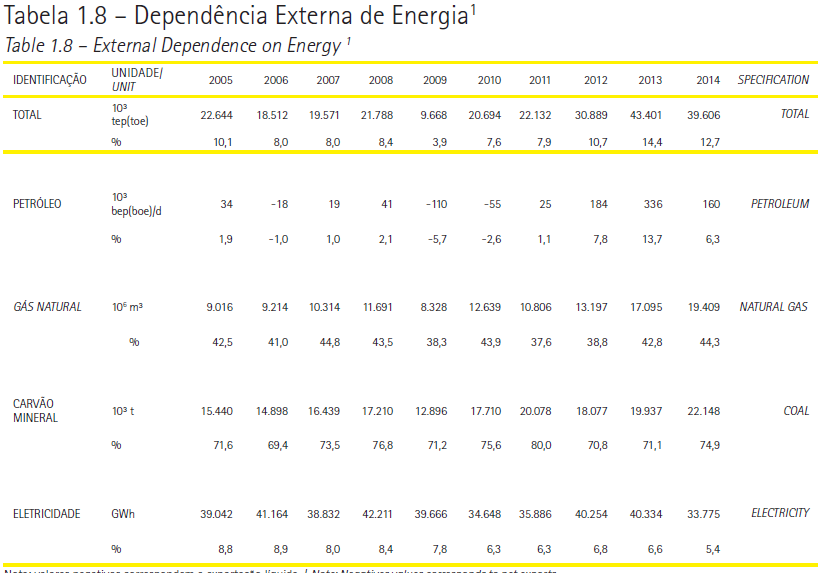 Tabela 1.8 – Dependência Externa de Energia¹
Table 1.8 – External Dependence on Energy ¹
IDENTIFICAÇÃO UNIDADE/ UNIT 2005 2006 2007 2008 2009 2010 2011 2012 2013 2014 SPECIFICATION
TOTAL 10³ tep(toe) 22.644 18.512 19.571 21.788 9.668 20.694 22.132 30.889 43.401 39.606 TOTAL
% 10,1 8,0 8,0 8,4 3,9 7,6 7,9 10,7 14,4 12,7
PETRÓLEO 10³ bep(boe)/d 34 -18 19 41 -110 -55 25 184 336 160 PETROLEUM
% 1,9 -1,0 1,0 2,1 -5,7 -2,6 1,1 7,8 13,7 6,3
GÁS NATURAL 10⁶ m³ 9.016 9.214 10.314 11.691 8.328 12.639 10.806 13.197 17.095 19.409 NATURAL GAS
% 42,5 41,0 44,8 43,5 38,3 43,9 37,6 38,8 42,8 44,3
CARVÃO MINERAL 10³ t 15.440 14.898 16.439 17.210 12.896 17.710 20.078 18.077 19.937 22.148 COAL
% 71,6 69,4 73,5 76,8 71,2 75,6 80,0 70,8 71,1 74,9
ELETRICIDADE GWh 39.042 41.164 38.832 42.211 39.666 34.648 35.886 40.254 40.334 33.775 ELECTRICITY
% 8,8 8,9 8,0 8,4 7,8 6,3 6,3 6,8 6,6 5,4